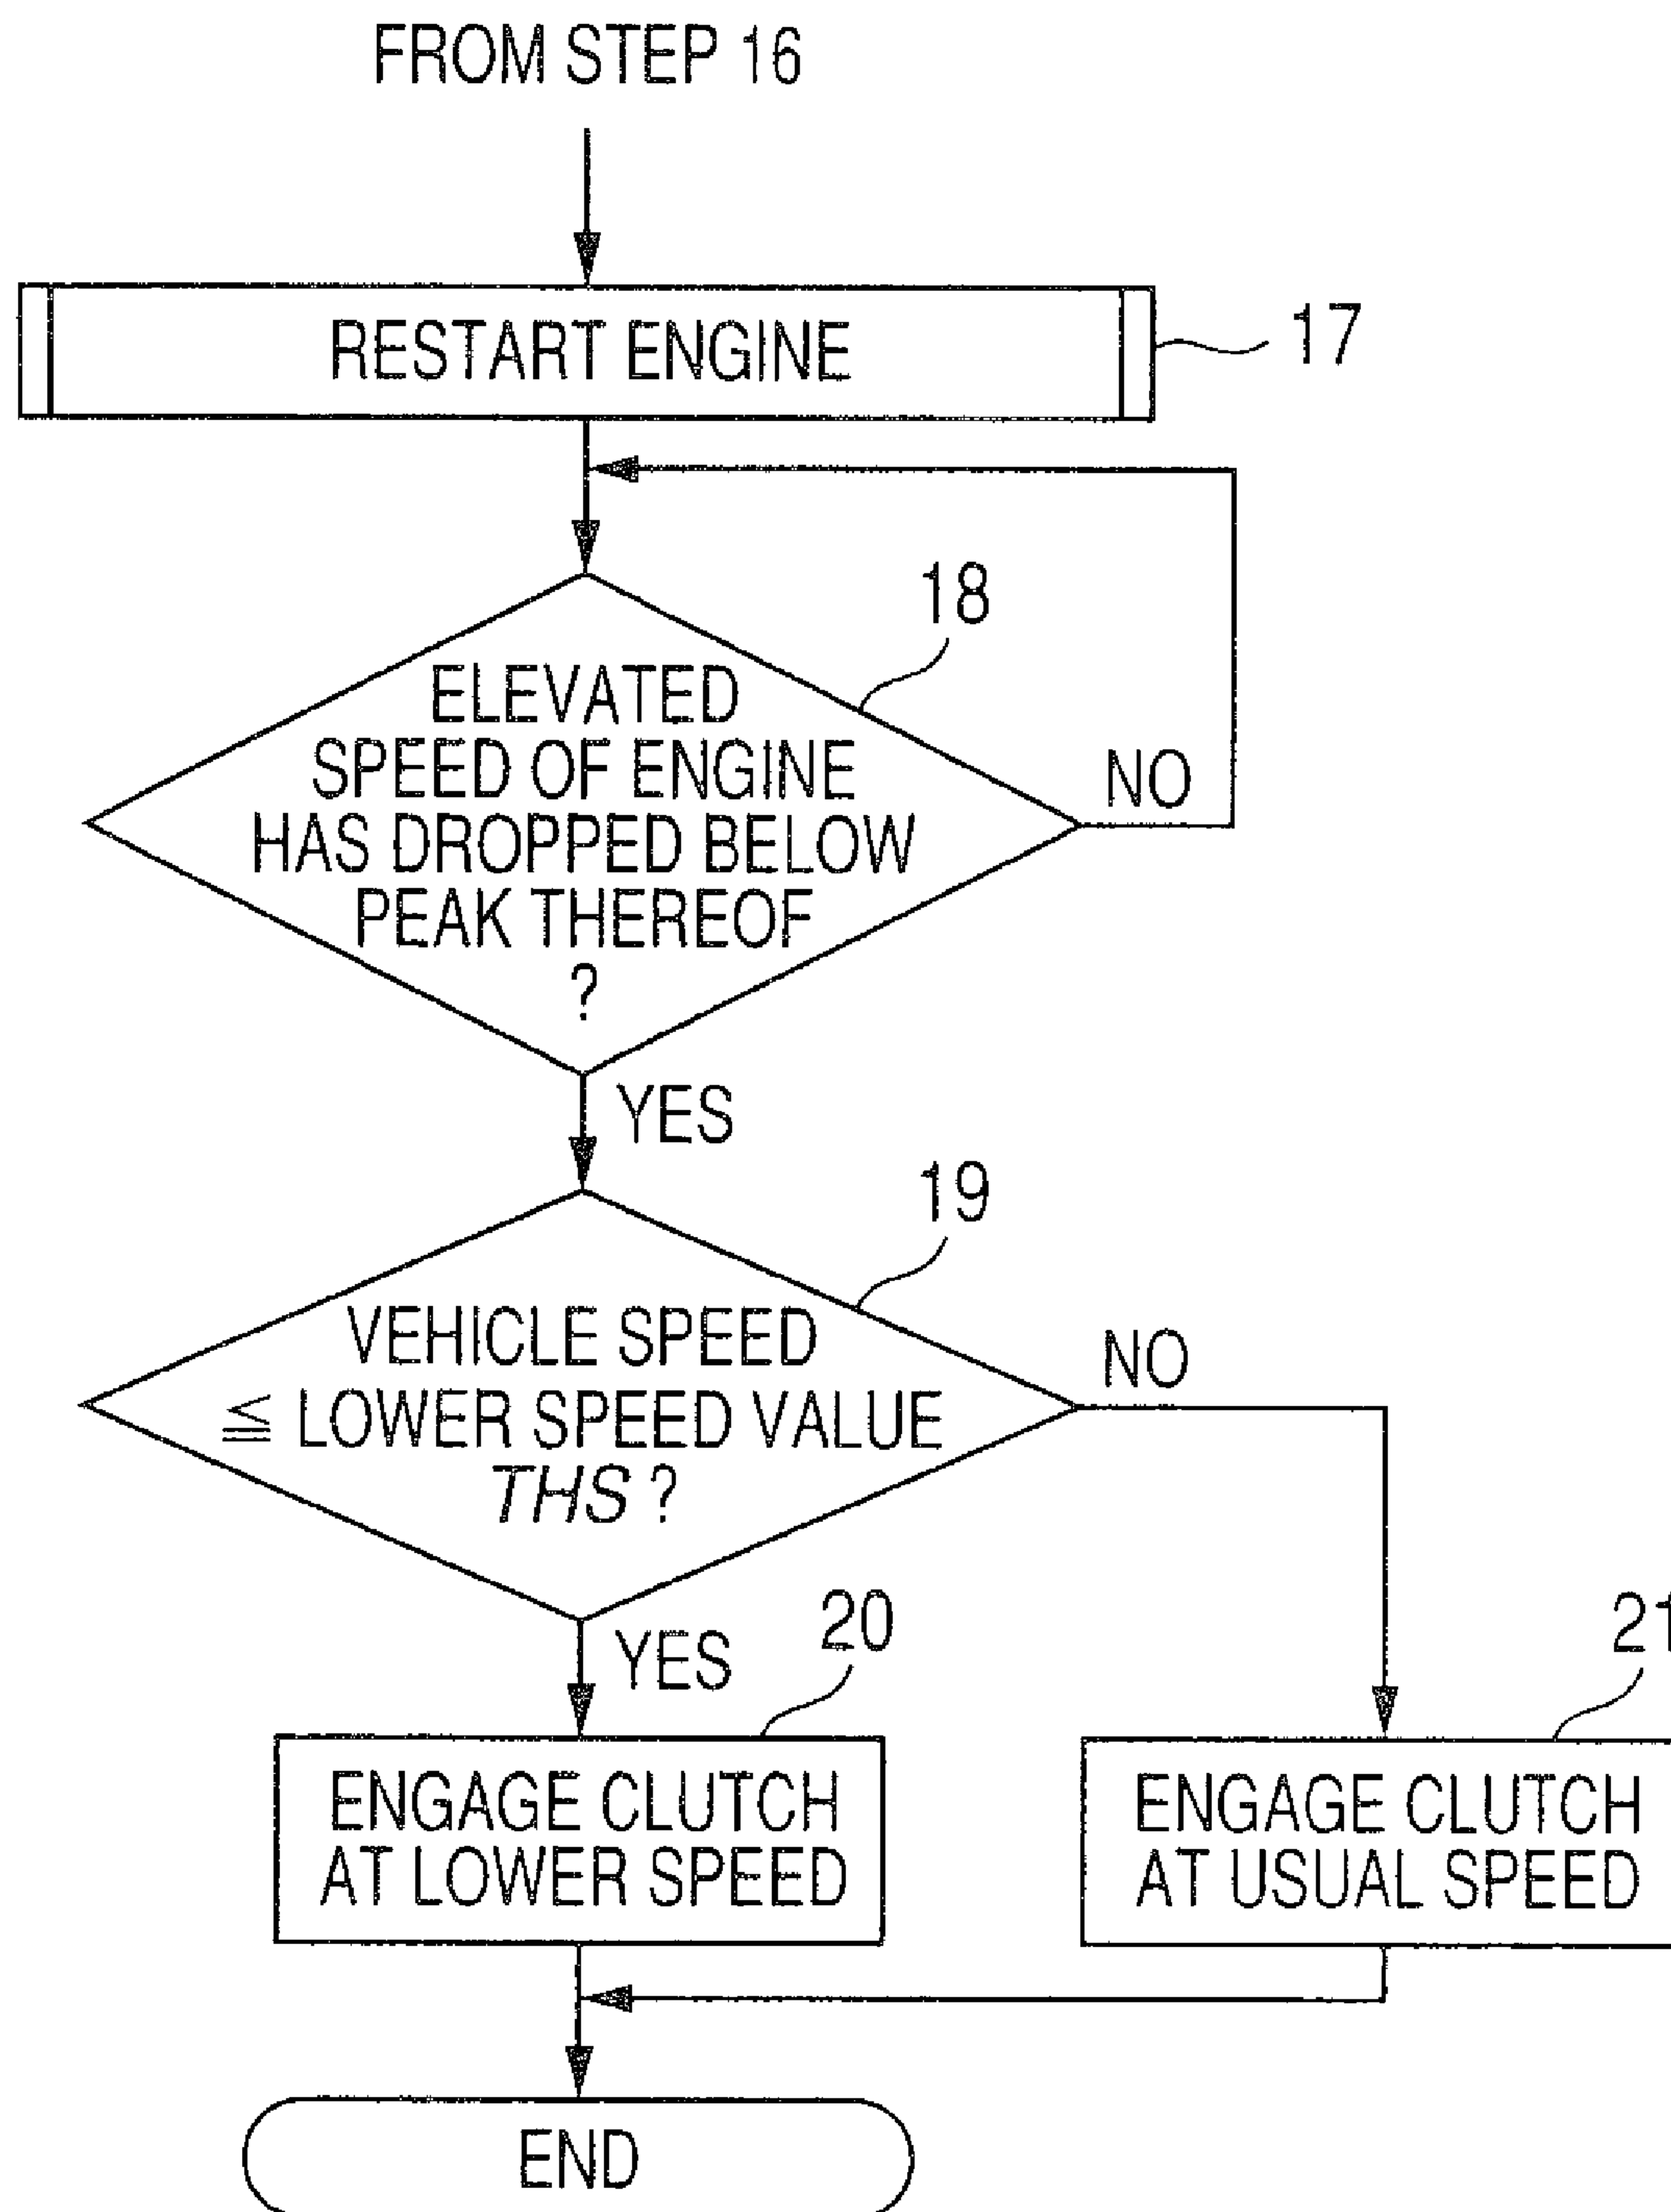 FROM STEP 16
RESTART ENGINE
17
18
ELEVATED
SPEED OF ENGINE
HAS DROPPED BELOW
PEAK THEREOF
?
NO
YES
19
VEHICLE SPEED
≦ LOWER SPEED VALUE
THS ?
NO
YES
20
21
ENGAGE CLUTCH
AT LOWER SPEED
ENGAGE CLUTCH
AT USUAL SPEED
END